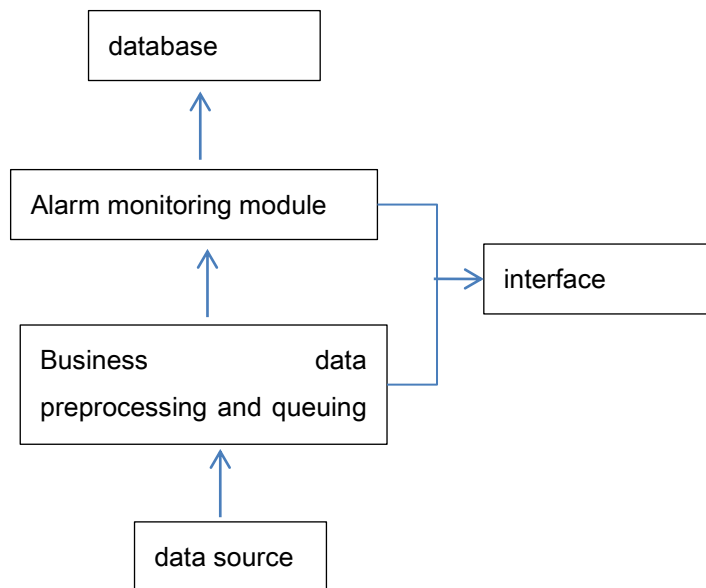 database
Alarm monitoring module
interface
Business data
preprocessing and queuing
data source